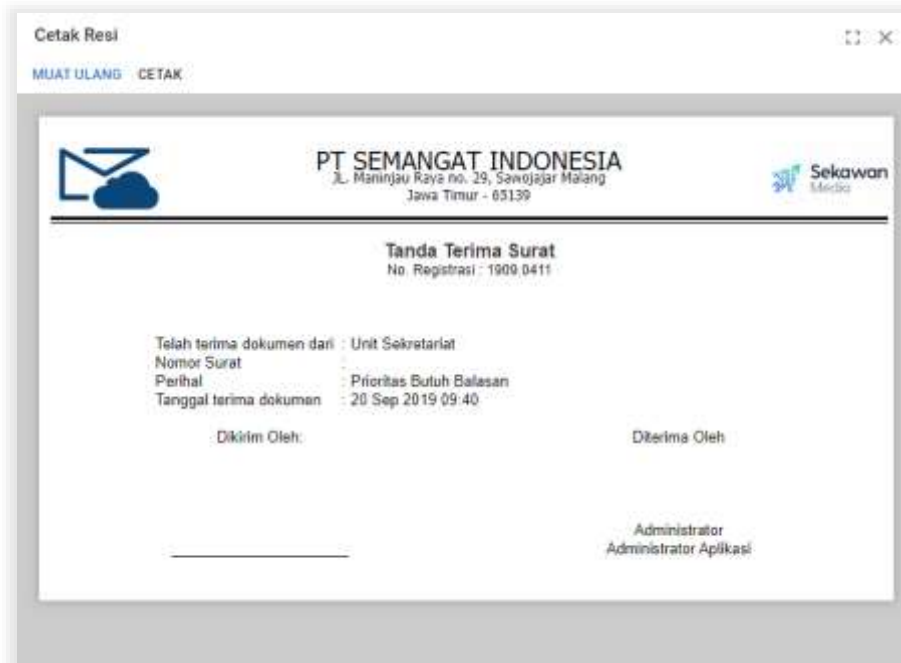 Cetak Resi
MUAT ULANG CETAK
PT SEMANGAT INDONESIA
JL. Maninjau Raya no. 29, Sawojajar Malang
Jawa Timur - 65139
Sekawan
Media
Tanda Terima Surat
No. Registrasi : 1909.0411
Telah terima dokumen dari : Unit Sekretariat
Nomor Surat :
Perihal : Prioritas Butuh Balasan
Tanggal terima dokumen : 20 Sep 2019 09:40
Dikirim Oleh: Diterima Oleh
Administrator
Administrator Aplikasi